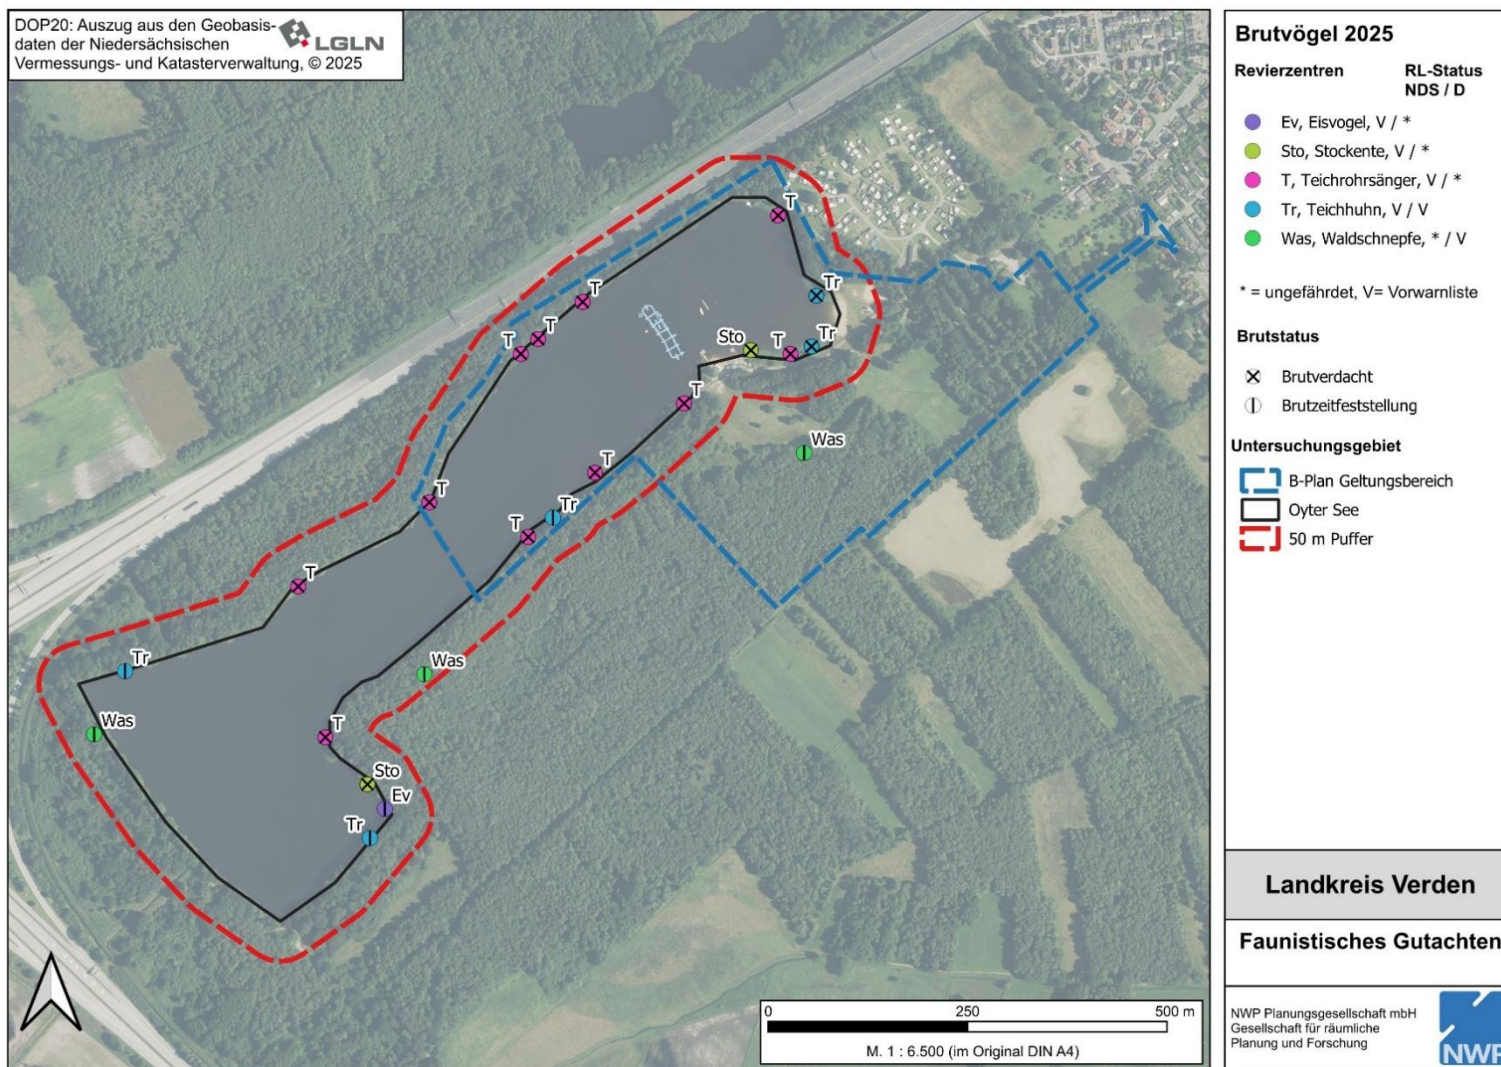 DOP20: Auszug aus den Geobasis-
daten der Niedersächsischen
Vermessungs- und Katasterverwaltung, © 2025
LGLN
T
Tr
T
T
T
Sto
T
Tr
T
Was
T
T
Tr
T
T
Tr
Was
Was
T
Sto
Ev
Tr
0 250 500 m
M. 1 : 6.500 (im Original DIN A4)
Brutvögel 2025
Revierzentren RL-Status
NDS / D
Ev, Eisvogel, V / *
Sto, Stockente, V / *
T, Teichrohrsänger, V / *
Tr, Teichhuhn, V / V
Was, Waldschnepfe, * / V
* = ungefährdet, V= Vorwarnliste
Brutstatus
Brutverdacht
Brutzeitfeststellung
Untersuchungsgebiet
B-Plan Geltungsbereich
Oyter See
50 m Puffer
Landkreis Verden
Faunistisches Gutachten
NWP Planungsgesellschaft mbH
Gesellschaft für räumliche
Planung und Forschung
NWP